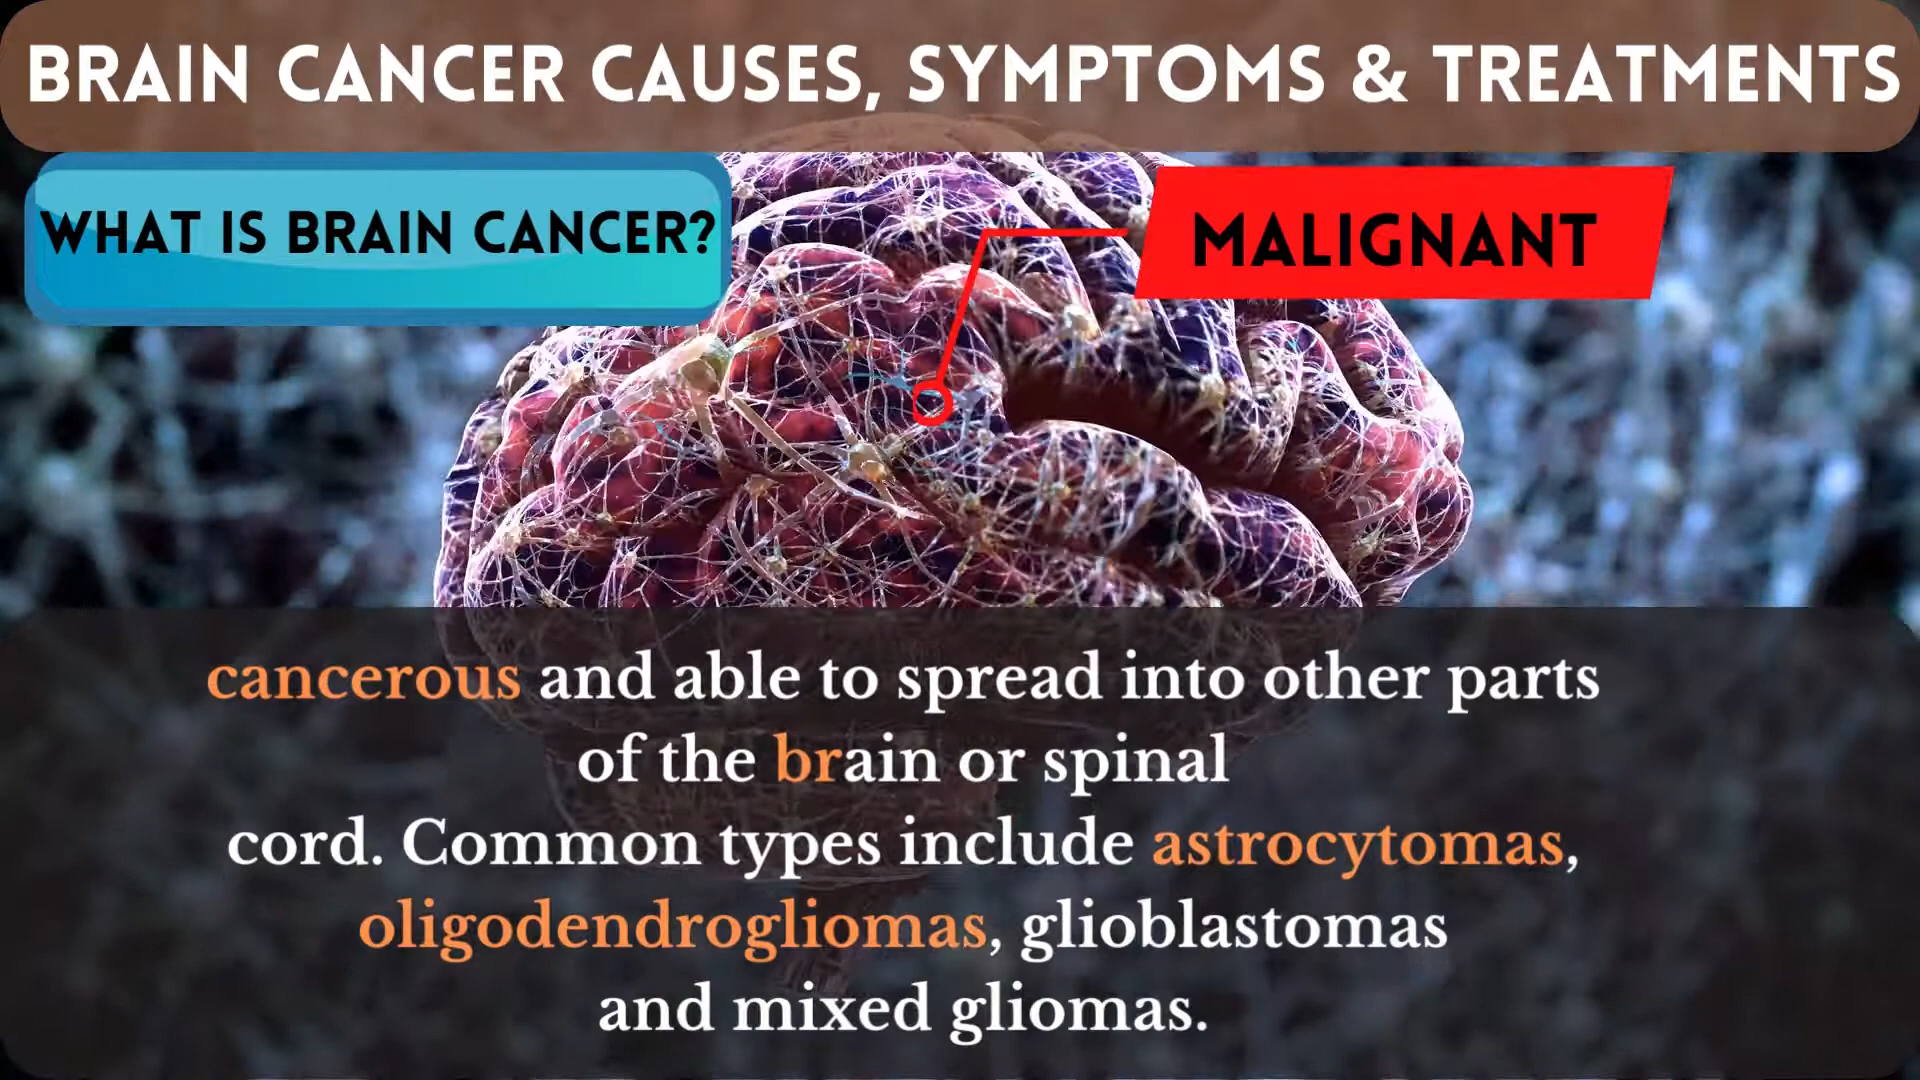 BRAIN CANCER CAUSES, SYMPTOMS & TREATMENTS
WHAT IS BRAIN CANCER?
MALIGNANT
cancerous and able to spread into other parts
of the brain or spinal
cord. Common types include astrocytomas,
oligodendrogliomas, glioblastomas
and mixed gliomas.